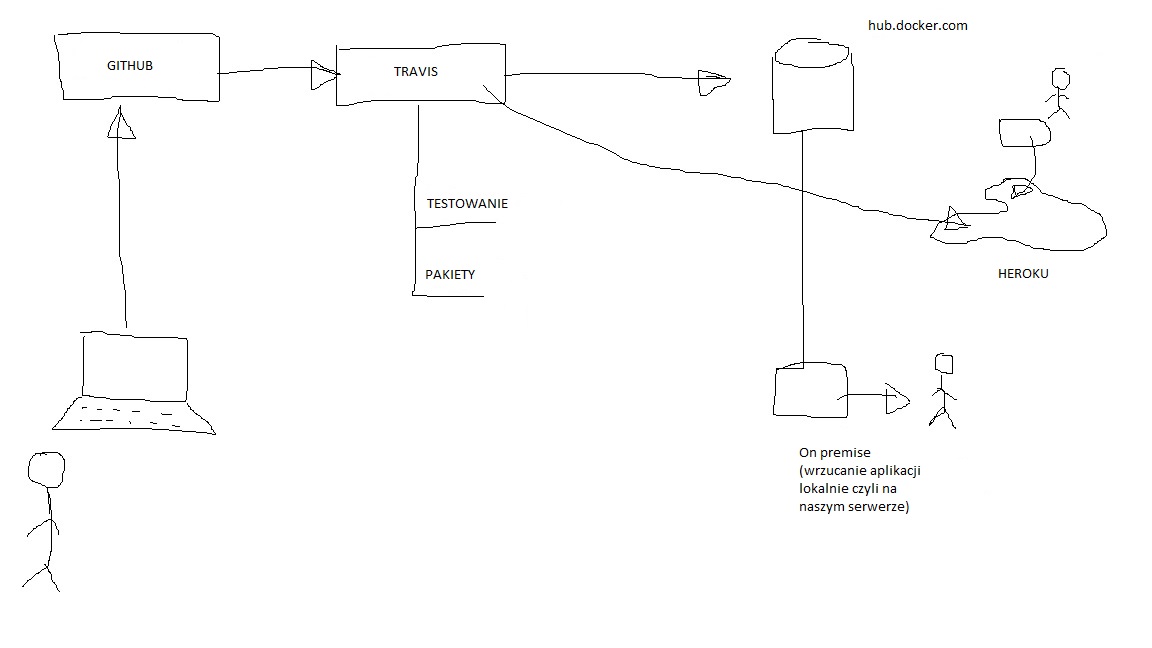 hub.docker.com
GITHUB
TRAVIS
TESTOWANIE
PAKIETY
HEROKU
On premise
(wrzucanie aplikacji
lokalnie czyli na
naszym serwerze)